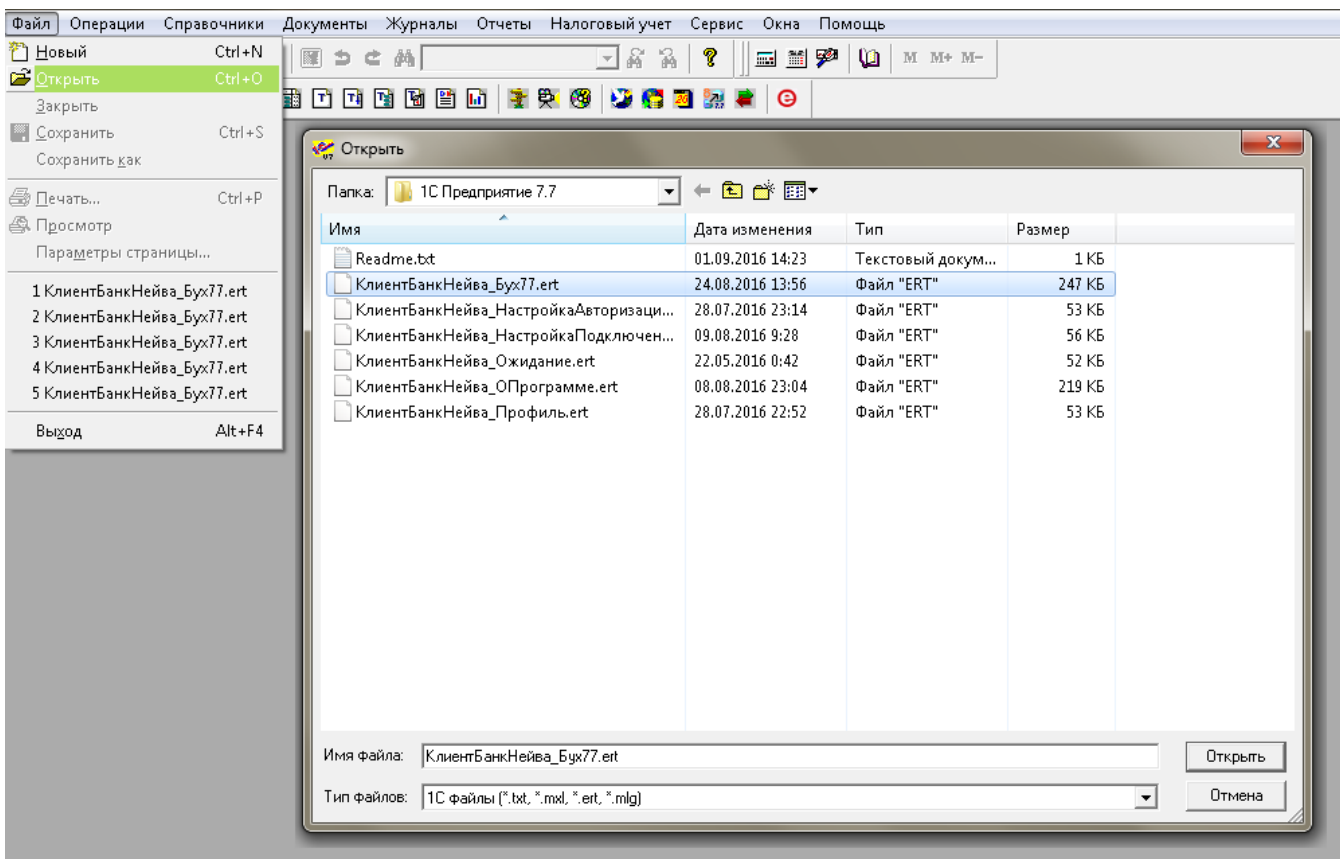 Файл Операции Справочники Документы Журналы Отчеты Налоговый учет Сервис Окна Помощь
Новый Ctrl+N
M M+ M-
Открыть Ctrl+O
Закрыть
Сохранить Ctrl+S
Сохранить как
Печать... Ctrl+P
Просмотр
Параметры страницы...
1 КлиентБанкНейва_Бух77.ert
2 КлиентБанкНейва_Бух77.ert
3 КлиентБанкНейва_Бух77.ert
4 КлиентБанкНейва_Бух77.ert
5 КлиентБанкНейва_Бух77.ert
Выход Alt+F4
Открыть
Папка: 1С Предприятие 7.7
Имя Дата изменения Тип Размер
Readme.txt 01.09.2016 14:23 Текстовый докум... 1 КБ
КлиентБанкНейва_Бух77.ert 24.08.2016 13:56 Файл "ERT" 247 КБ
КлиентБанкНейва_НастройкаАвторизаци... 28.07.2016 23:14 Файл "ERT" 53 КБ
КлиентБанкНейва_НастройкаПодключен... 09.08.2016 9:28 Файл "ERT" 56 КБ
КлиентБанкНейва_Ожидание.ert 22.05.2016 0:42 Файл "ERT" 52 КБ
КлиентБанкНейва_ОПрограмме.ert 08.08.2016 23:04 Файл "ERT" 219 КБ
КлиентБанкНейва_Профиль.ert 28.07.2016 22:52 Файл "ERT" 53 КБ
Имя файла: КлиентБанкНейва_Бух77.ert Открыть
Тип файлов: 1С файлы (*.txt, *.mxl, *.ert, *.mlg) Отмена